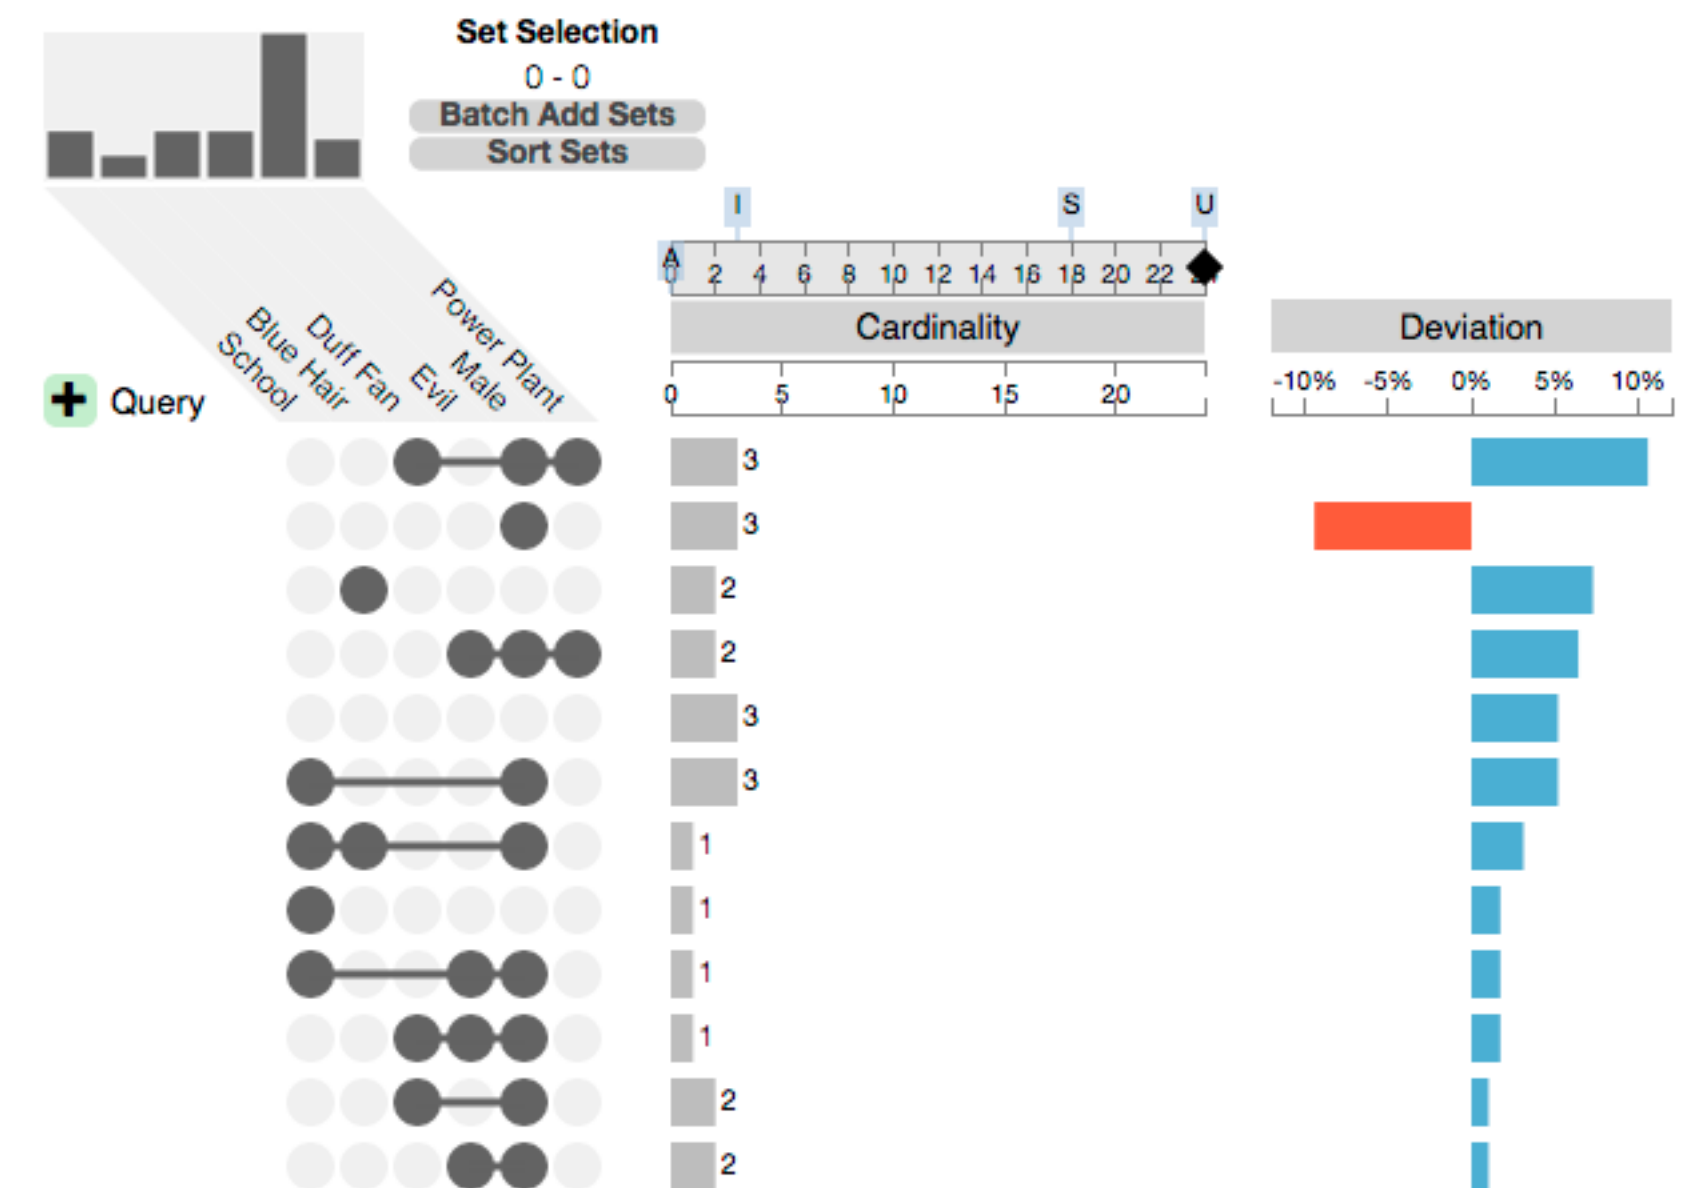 Set Selection
0 - 0
Batch Add Sets
Sort Sets
I S U
A
0 2 4 6 8 10 12 14 16 18 20 22
Cardinality
Deviation
0 5 10 15 20
-10% -5% 0% 5% 10%
School
Blue Hair
Duff Fan
Evil
Male
Power Plant
Query
3
3
2
2
3
3
1
1
1
1
2
2